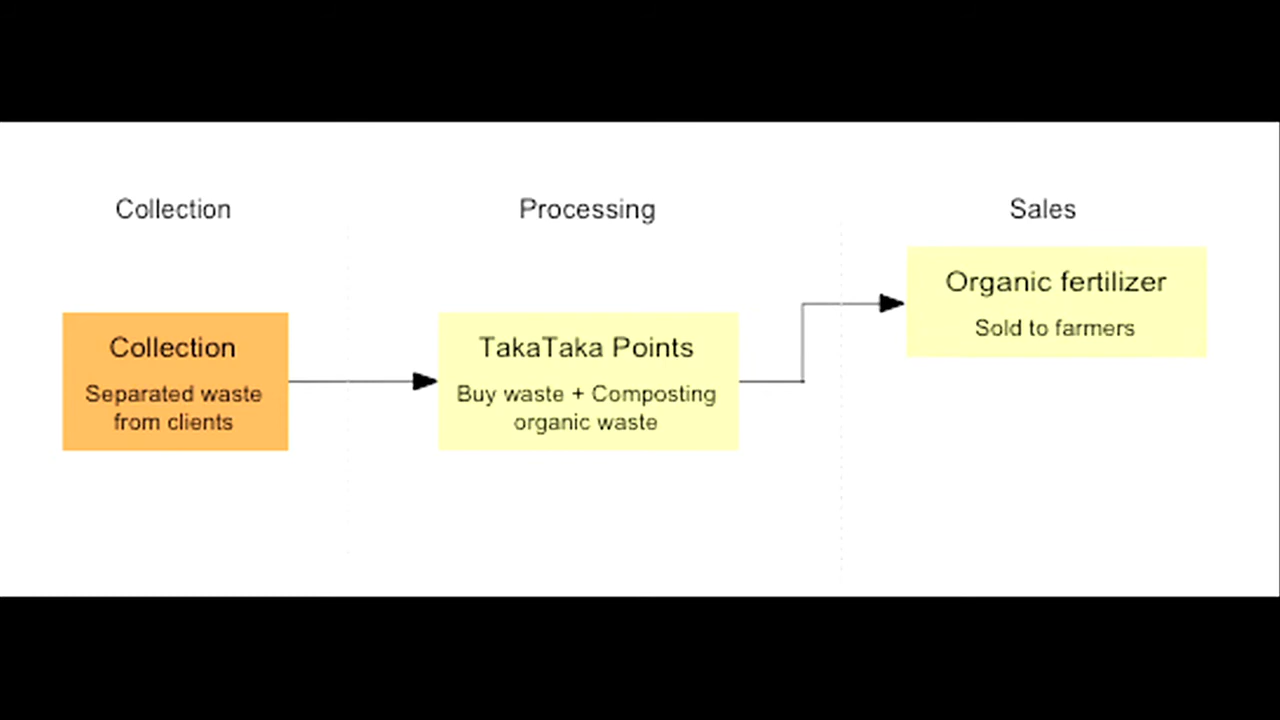 Collection
Processing
Sales
Collection
Separated waste
from clients
TakaTaka Points
Buy waste + Composting
organic waste
Organic fertilizer
Sold to farmers